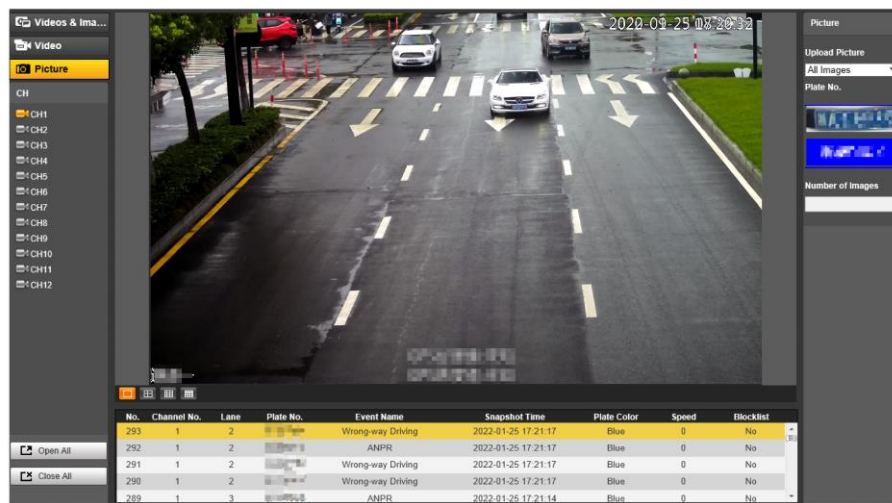 Videos & Ima...
Video
Picture
CH
CH1
CH2
CH3
CH4
CH5
CH6
CH7
CH8
CH9
CH10
CH11
CH12
Open All
Close All
No. Channel No. Lane Plate No. Event Name Snapshot Time Plate Color Speed Blocklist
293 1 2 Wrong-way Driving 2022-01-25 17:21:17 Blue 0 No
292 1 2 ANPR 2022-01-25 17:21:17 Blue 0 No
291 1 2 Wrong-way Driving 2022-01-25 17:21:17 Blue 0 No
290 1 2 Wrong-way Driving 2022-01-25 17:21:17 Blue 0 No
289 1 3 ANPR 2022-01-25 17:21:14 Blue 0 No
Picture
Upload Picture
All Images
Plate No.
Number of Images